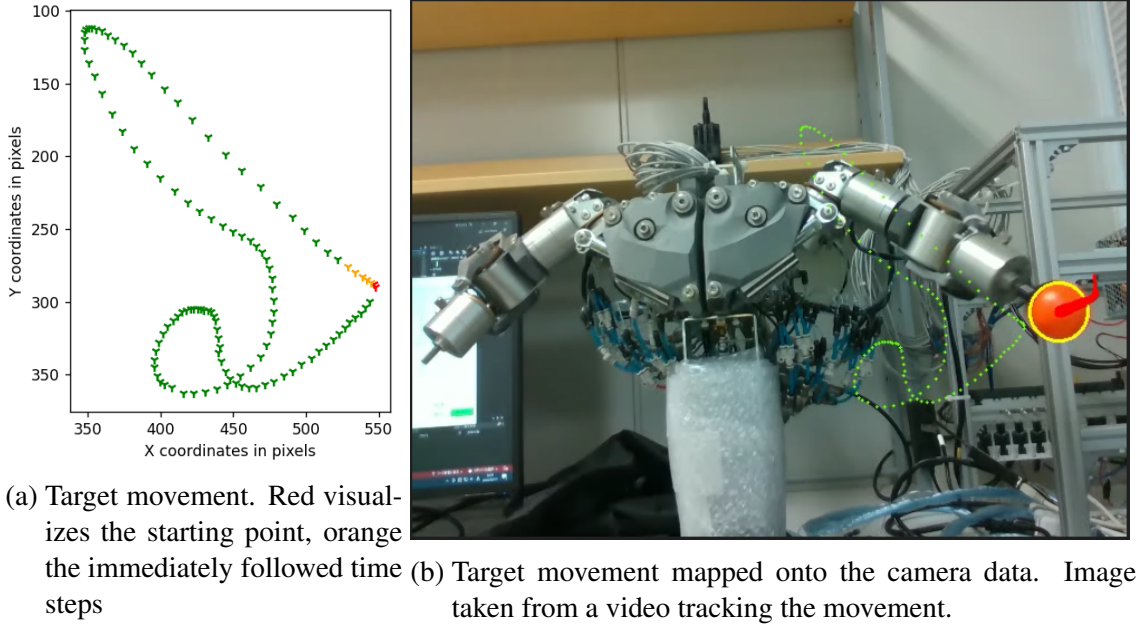 100
150
200
250
300
350
Y coordinates in pixels
350 400 450 500 550
X coordinates in pixels
(a) Target movement. Red visual-
izes the starting point, orange
the immediately followed time
steps
(b) Target movement mapped onto the camera data. Image
taken from a video tracking the movement.